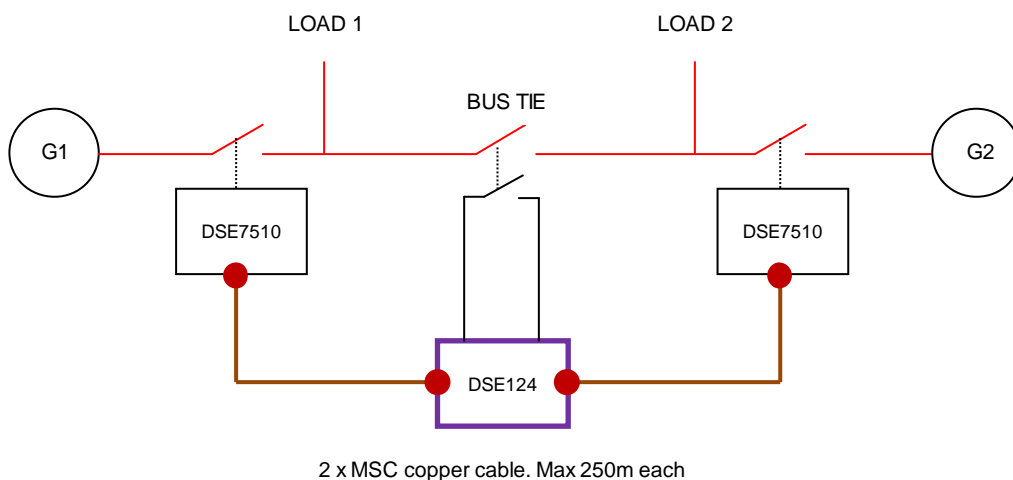 LOAD 1
LOAD 2
BUS TIE
G1
G2
DSE7510
DSE7510
DSE124
2 x MSC copper cable. Max 250m each